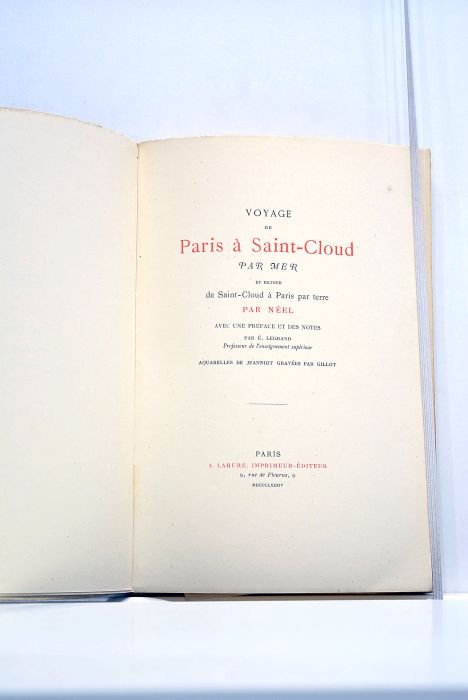 VOYAGE
DE
Paris à Saint-Cloud
PAR MER
ET RETOUR
de Saint-Cloud à Paris par terre
PAR NÉEL
AVEC UNE PRÉFACE ET DES NOTES
PAR É. LEGRAND
Professeur de l'enseignement supérieur
AQUARELLES DE JEANNIOT GRAVÉES PAR GILLOT
PARIS
A. LAHURE, IMPRIMEUR-ÉDITEUR
9, rue de Fleurus, 9